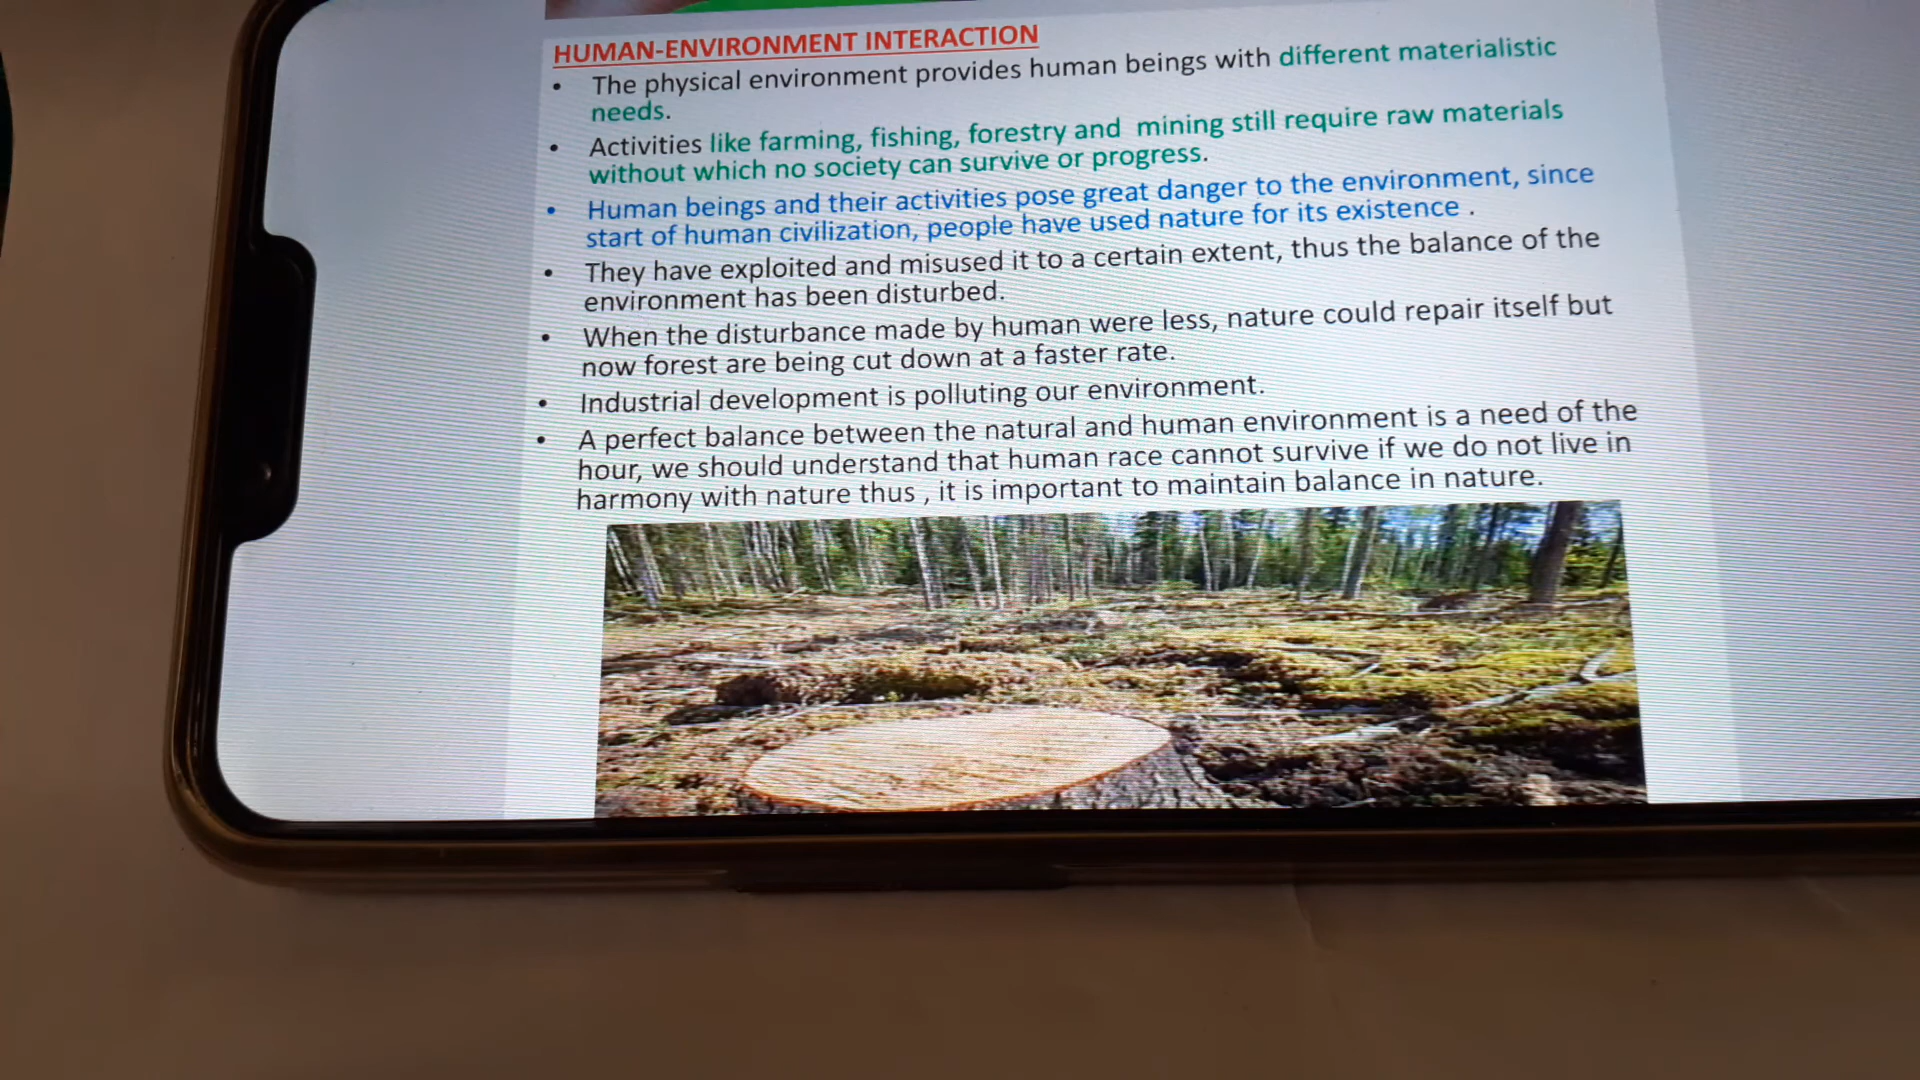 HUMAN-ENVIRONMENT INTERACTION
• The physical environment provides human beings with different materialistic
needs.
• Activities like farming, fishing, forestry and mining still require raw materials
without which no society can survive or progress.
• Human beings and their activities pose great danger to the environment, since
start of human civilization, people have used nature for its existence .
• They have exploited and misused it to a certain extent, thus the balance of the
environment has been disturbed.
• When the disturbance made by human were less, nature could repair itself but
now forest are being cut down at a faster rate.
• Industrial development is polluting our environment.
• A perfect balance between the natural and human environment is a need of the
hour, we should understand that human race cannot survive if we do not live in
harmony with nature thus , it is important to maintain balance in nature.